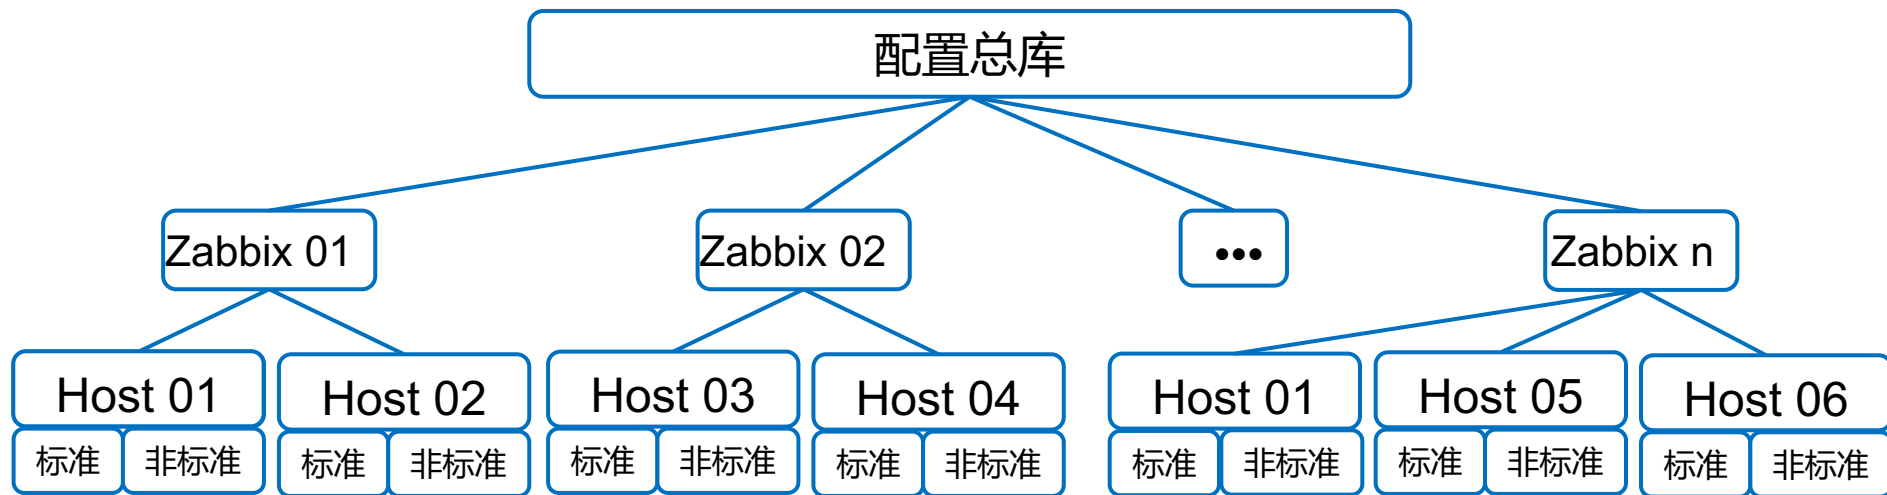 配置总库
Zabbix 01
Zabbix 02
•••
Zabbix n
Host 01
Host 02
Host 03
Host 04
Host 01
Host 05
Host 06
标准
非标准
标准
非标准
标准
非标准
标准
非标准
标准
非标准
标准
非标准
标准
非标准